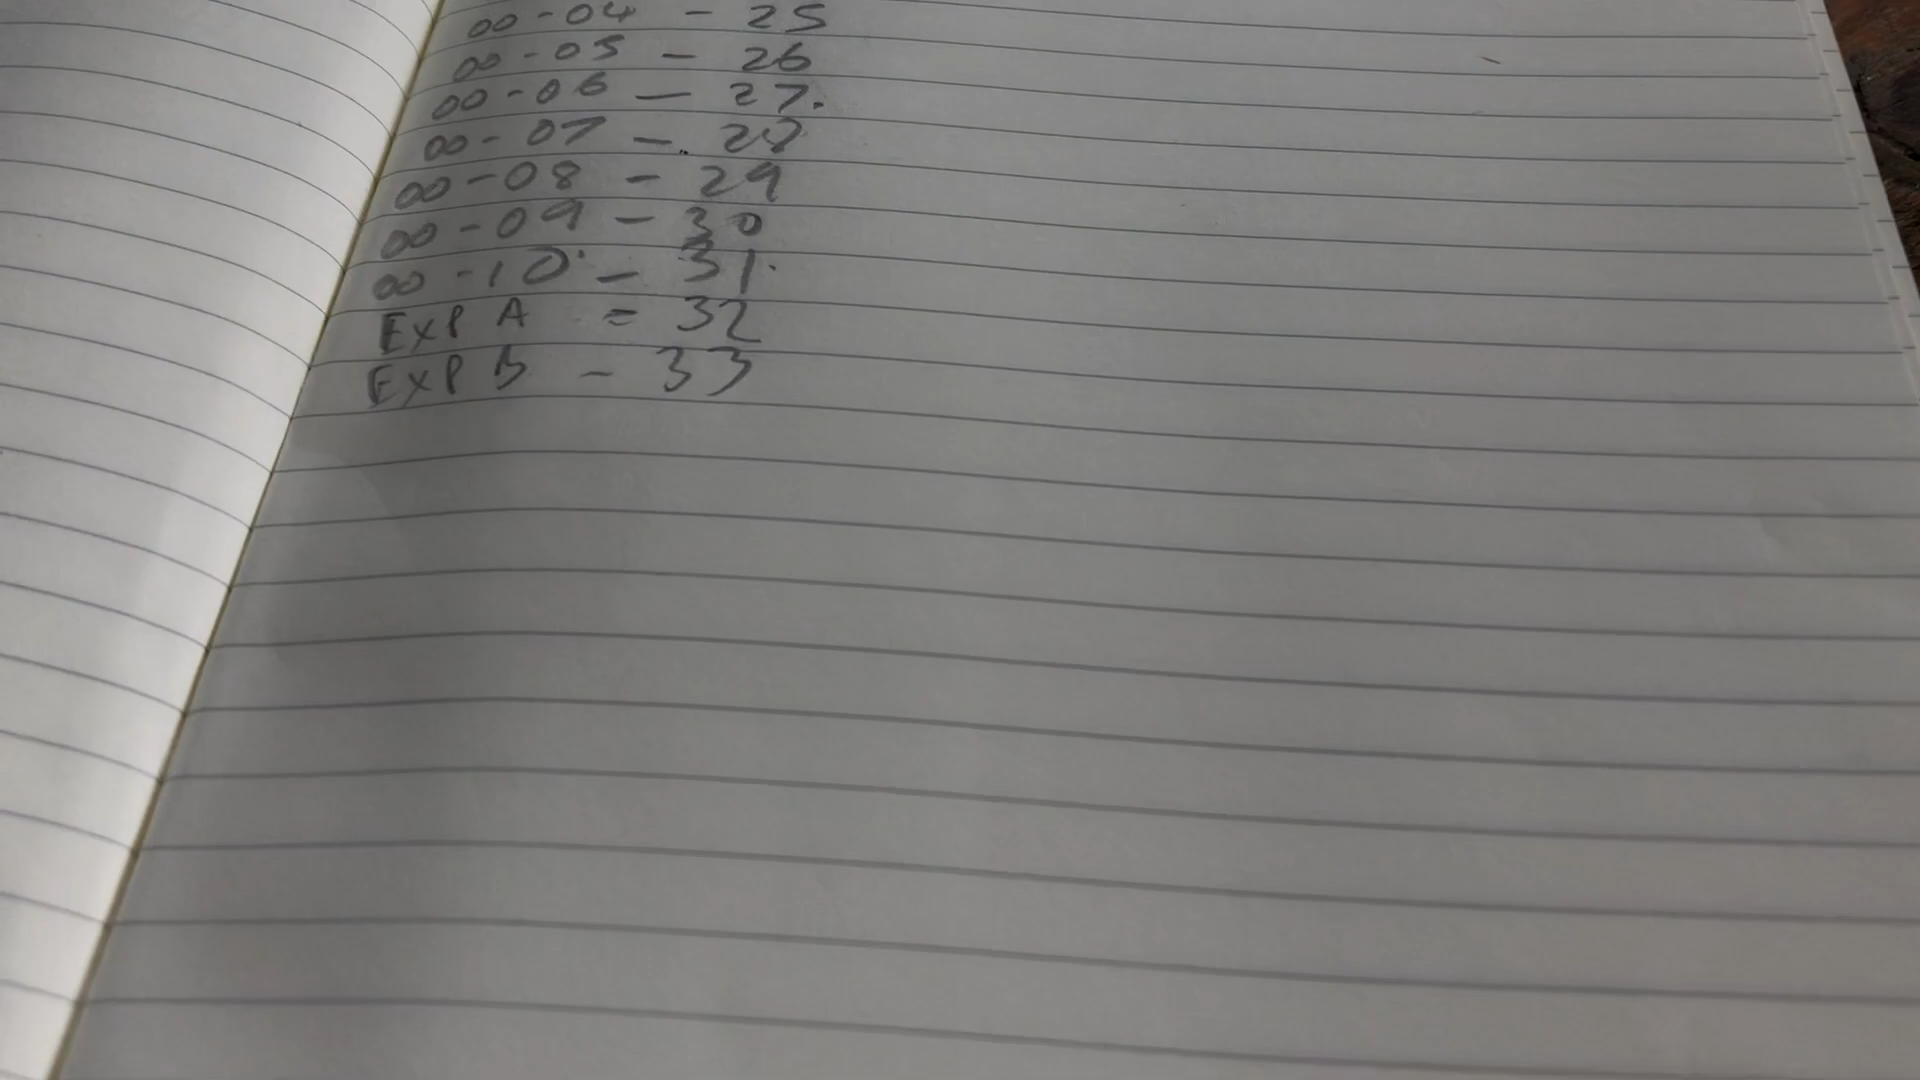 00-04 - 25
00-05 - 26
00-06 - 27.
00-07 - 28
00-08 - 29
00-09 - 30
00-10 - 31.
EXP A = 32
EXP B - 33